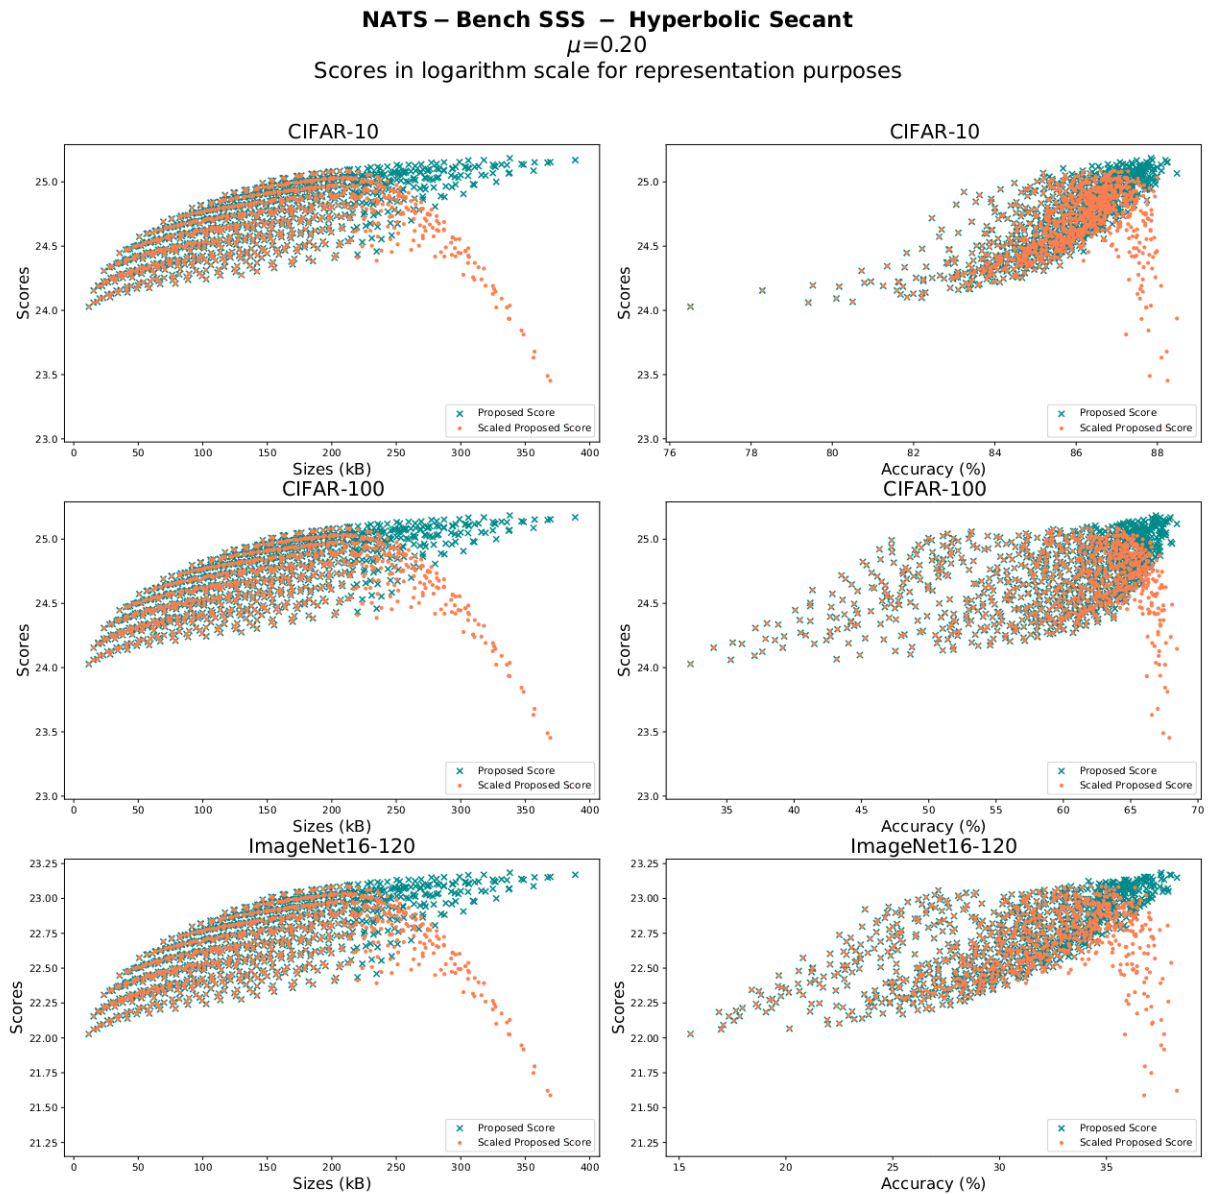 NATS – Bench SSS – Hyperbolic Secant
μ=0.20
Scores in logarithm scale for representation purposes
CIFAR-10
Scores
25.0
24.5
24.0
23.5
23.0
Proposed Score
Scaled Proposed Score
0 50 100 150 200 250 300 350 400
Sizes (kB)
CIFAR-10
Scores
25.0
24.5
24.0
23.5
23.0
Proposed Score
Scaled Proposed Score
76 78 80 82 84 86 88
Accuracy (%)
CIFAR-100
Scores
25.0
24.5
24.0
23.5
23.0
Proposed Score
Scaled Proposed Score
0 50 100 150 200 250 300 350 400
Sizes (kB)
CIFAR-100
Scores
25.0
24.5
24.0
23.5
23.0
Proposed Score
Scaled Proposed Score
35 40 45 50 55 60 65 70
Accuracy (%)
ImageNet16-120
Scores
23.25
23.00
22.75
22.50
22.25
22.00
21.75
21.50
21.25
Proposed Score
Scaled Proposed Score
0 50 100 150 200 250 300 350 400
Sizes (kB)
ImageNet16-120
Scores
23.25
23.00
22.75
22.50
22.25
22.00
21.75
21.50
21.25
Proposed Score
Scaled Proposed Score
15 20 25 30 35
Accuracy (%)